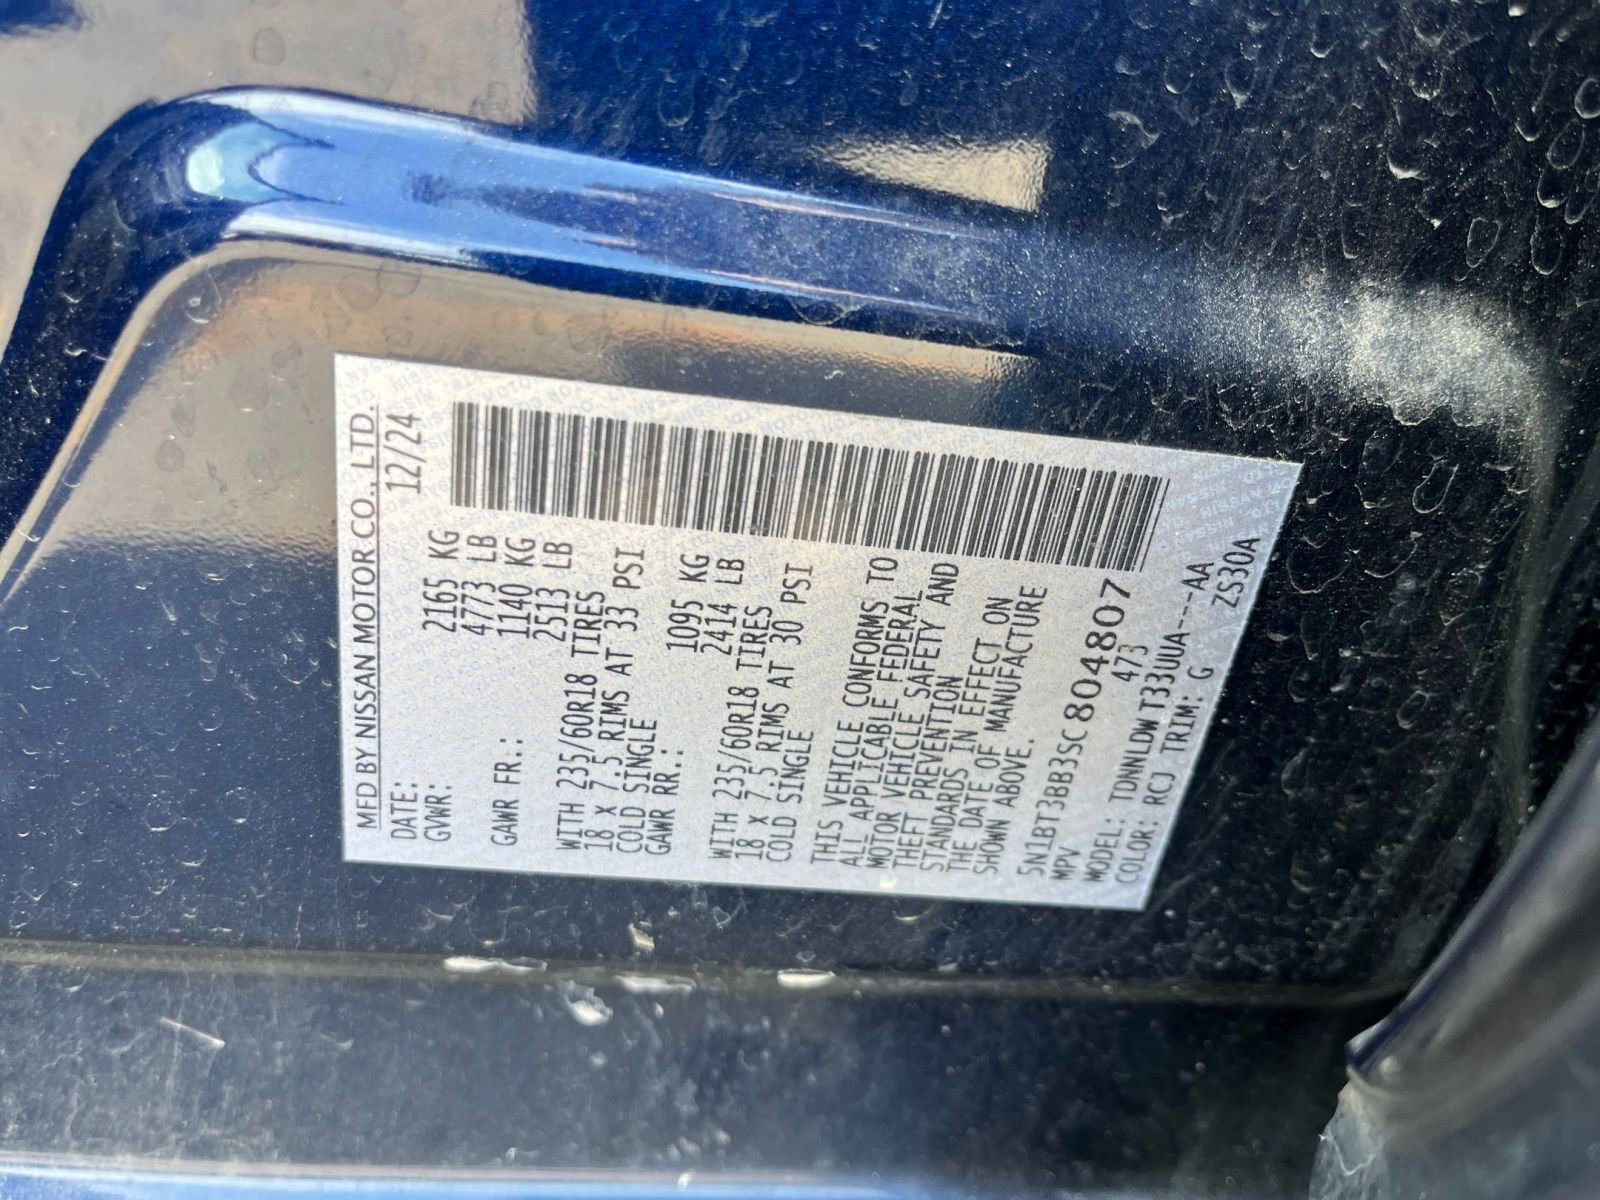 MFD BY NISSAN MOTOR CO., LTD.
DATE: 12/24
GVWR: 2165 KG
4773 LB
GAWR FR.: 1140 KG
2513 LB
WITH 235/60R18 TIRES
18 x 7.5 RIMS AT 33 PSI
COLD SINGLE
GAWR RR.: 1095 KG
2414 LB
WITH 235/60R18 TIRES
18 x 7.5 RIMS AT 30 PSI
COLD SINGLE
THIS VEHICLE CONFORMS TO
ALL APPLICABLE FEDERAL
MOTOR VEHICLE SAFETY AND
THEFT PREVENTION
STANDARDS IN EFFECT ON
THE DATE OF MANUFACTURE
SHOWN ABOVE.
5N1BT3BB3SC804807
MPV 473
MODEL: TDNNLDWT33UUA---AA
COLOR: RCJ TRIM: G ZS30A